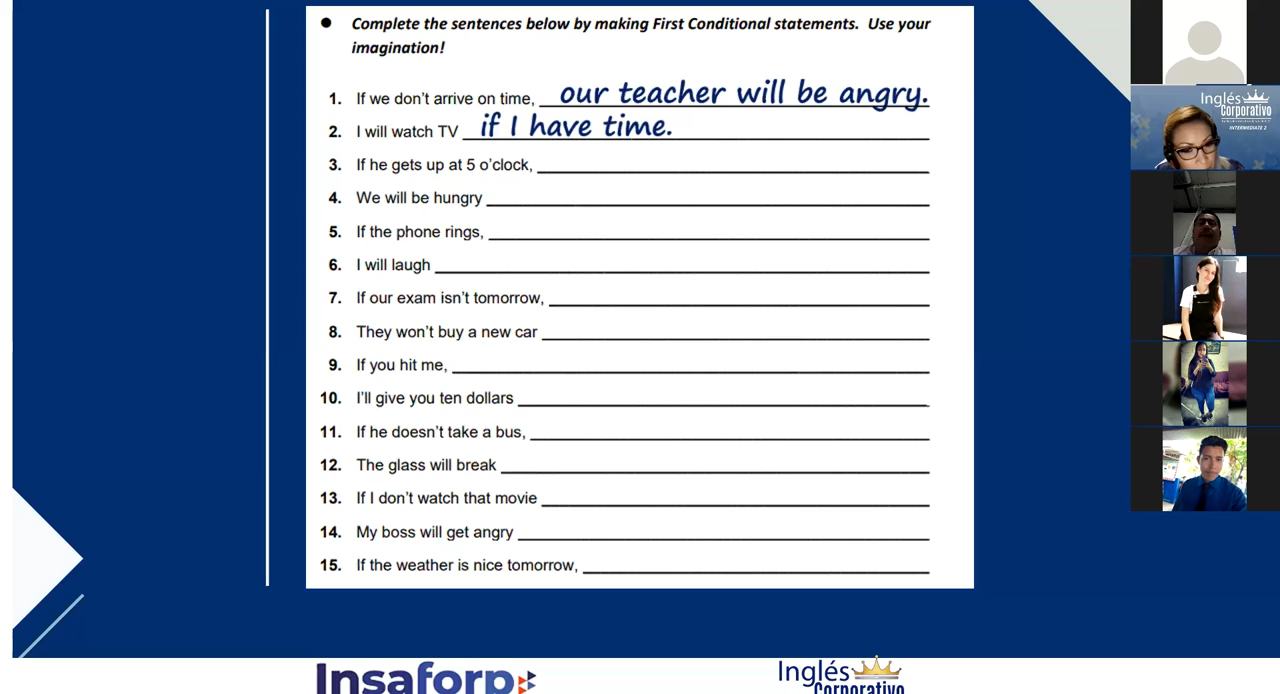 ● Complete the sentences below by making First Conditional statements. Use your
imagination!
1. If we don't arrive on time, our teacher will be angry.
2. I will watch TV if I have time.
3. If he gets up at 5 o'clock,
4. We will be hungry
5. If the phone rings,
6. I will laugh
7. If our exam isn't tomorrow,
8. They won't buy a new car
9. If you hit me,
10. I'll give you ten dollars
11. If he doesn't take a bus,
12. The glass will break
13. If I don't watch that movie
14. My boss will get angry
15. If the weather is nice tomorrow,
Insaforp
Inglés
Corporativo
Inglés
Corporativo
INTERMEDIATE 2